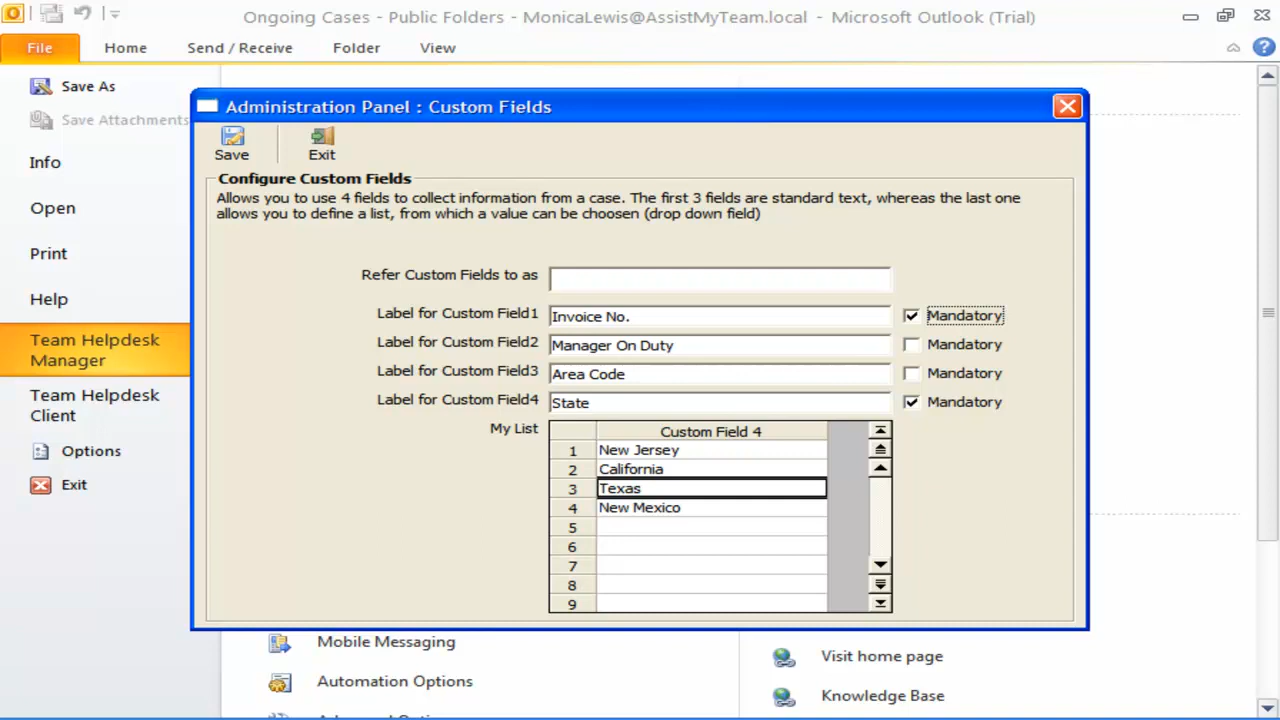 Ongoing Cases - Public Folders - MonicaLewis@AssistMyTeam.local - Microsoft Outlook (Trial)
File Home Send / Receive Folder View
Save As
Save Attachments
Info
Open
Print
Help
Team Helpdesk
Manager
Team Helpdesk
Client
Options
Exit
Administration Panel : Custom Fields
Save Exit
Configure Custom Fields
Allows you to use 4 fields to collect information from a case. The first 3 fields are standard text, whereas the last one
allows you to define a list, from which a value can be choosen (drop down field)
Refer Custom Fields to as
Label for Custom Field1 Invoice No. Mandatory
Label for Custom Field2 Manager On Duty Mandatory
Label for Custom Field3 Area Code Mandatory
Label for Custom Field4 State Mandatory
My List Custom Field 4
1 New Jersey
2 California
3 Texas
4 New Mexico
5
6
7
8
9
Mobile Messaging
Automation Options
Visit home page
Knowledge Base